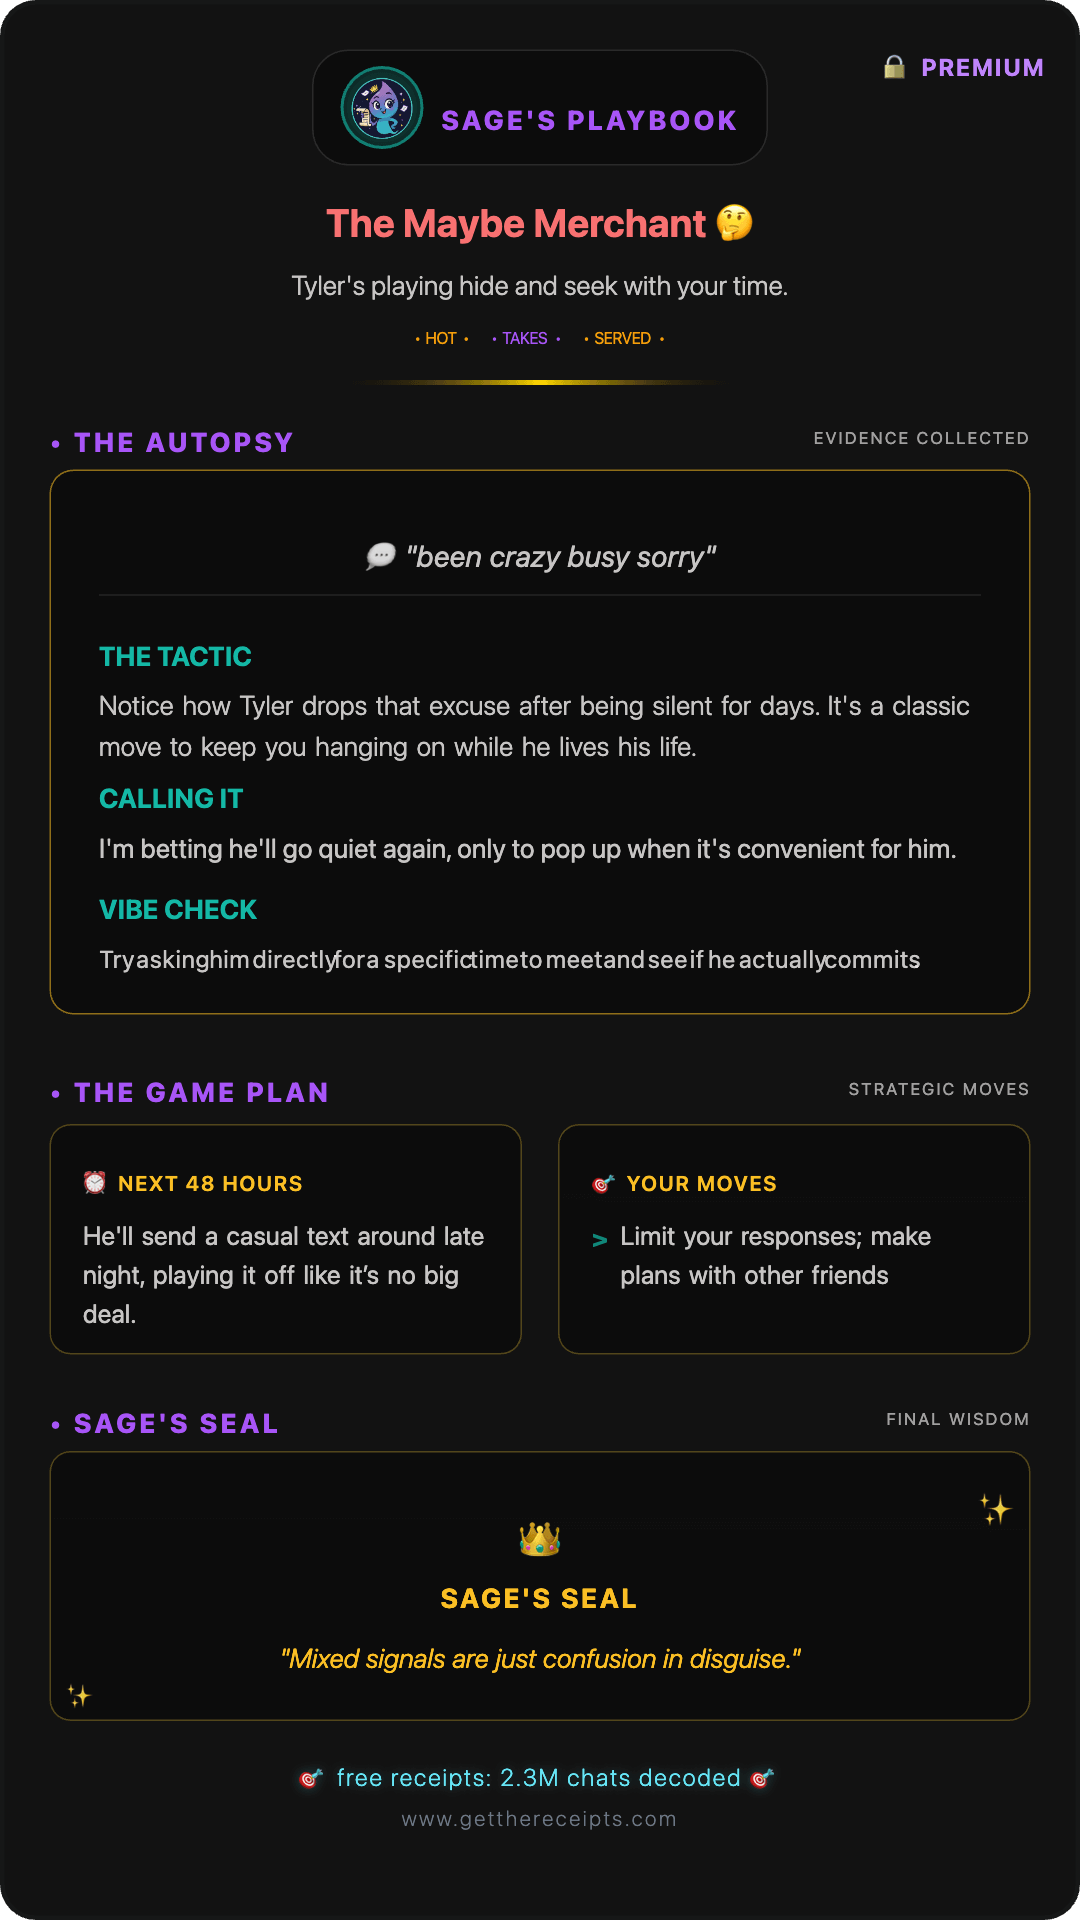 🔒 PREMIUM
SAGE'S PLAYBOOK
The Maybe Merchant 🤔
Tyler's playing hide and seek with your time.
• HOT • • TAKES • • SERVED •
• THE AUTOPSY
EVIDENCE COLLECTED
💬 "been crazy busy sorry"
THE TACTIC
Notice how Tyler drops that excuse after being silent for days. It's a classic
move to keep you hanging on while he lives his life.
CALLING IT
I'm betting he'll go quiet again, only to pop up when it's convenient for him.
VIBE CHECK
Try asking him directly for a specific time to meet and see if he actually commits.
• THE GAME PLAN
STRATEGIC MOVES
⏰ NEXT 48 HOURS
He'll send a casual text around late
night, playing it off like it’s no big
deal.
🎯 YOUR MOVES
> Limit your responses; make
plans with other friends
• SAGE'S SEAL
FINAL WISDOM
👑
SAGE'S SEAL
"Mixed signals are just confusion in disguise."
🎯 free receipts: 2.3M chats decoded 🎯
www.getthereceipts.com